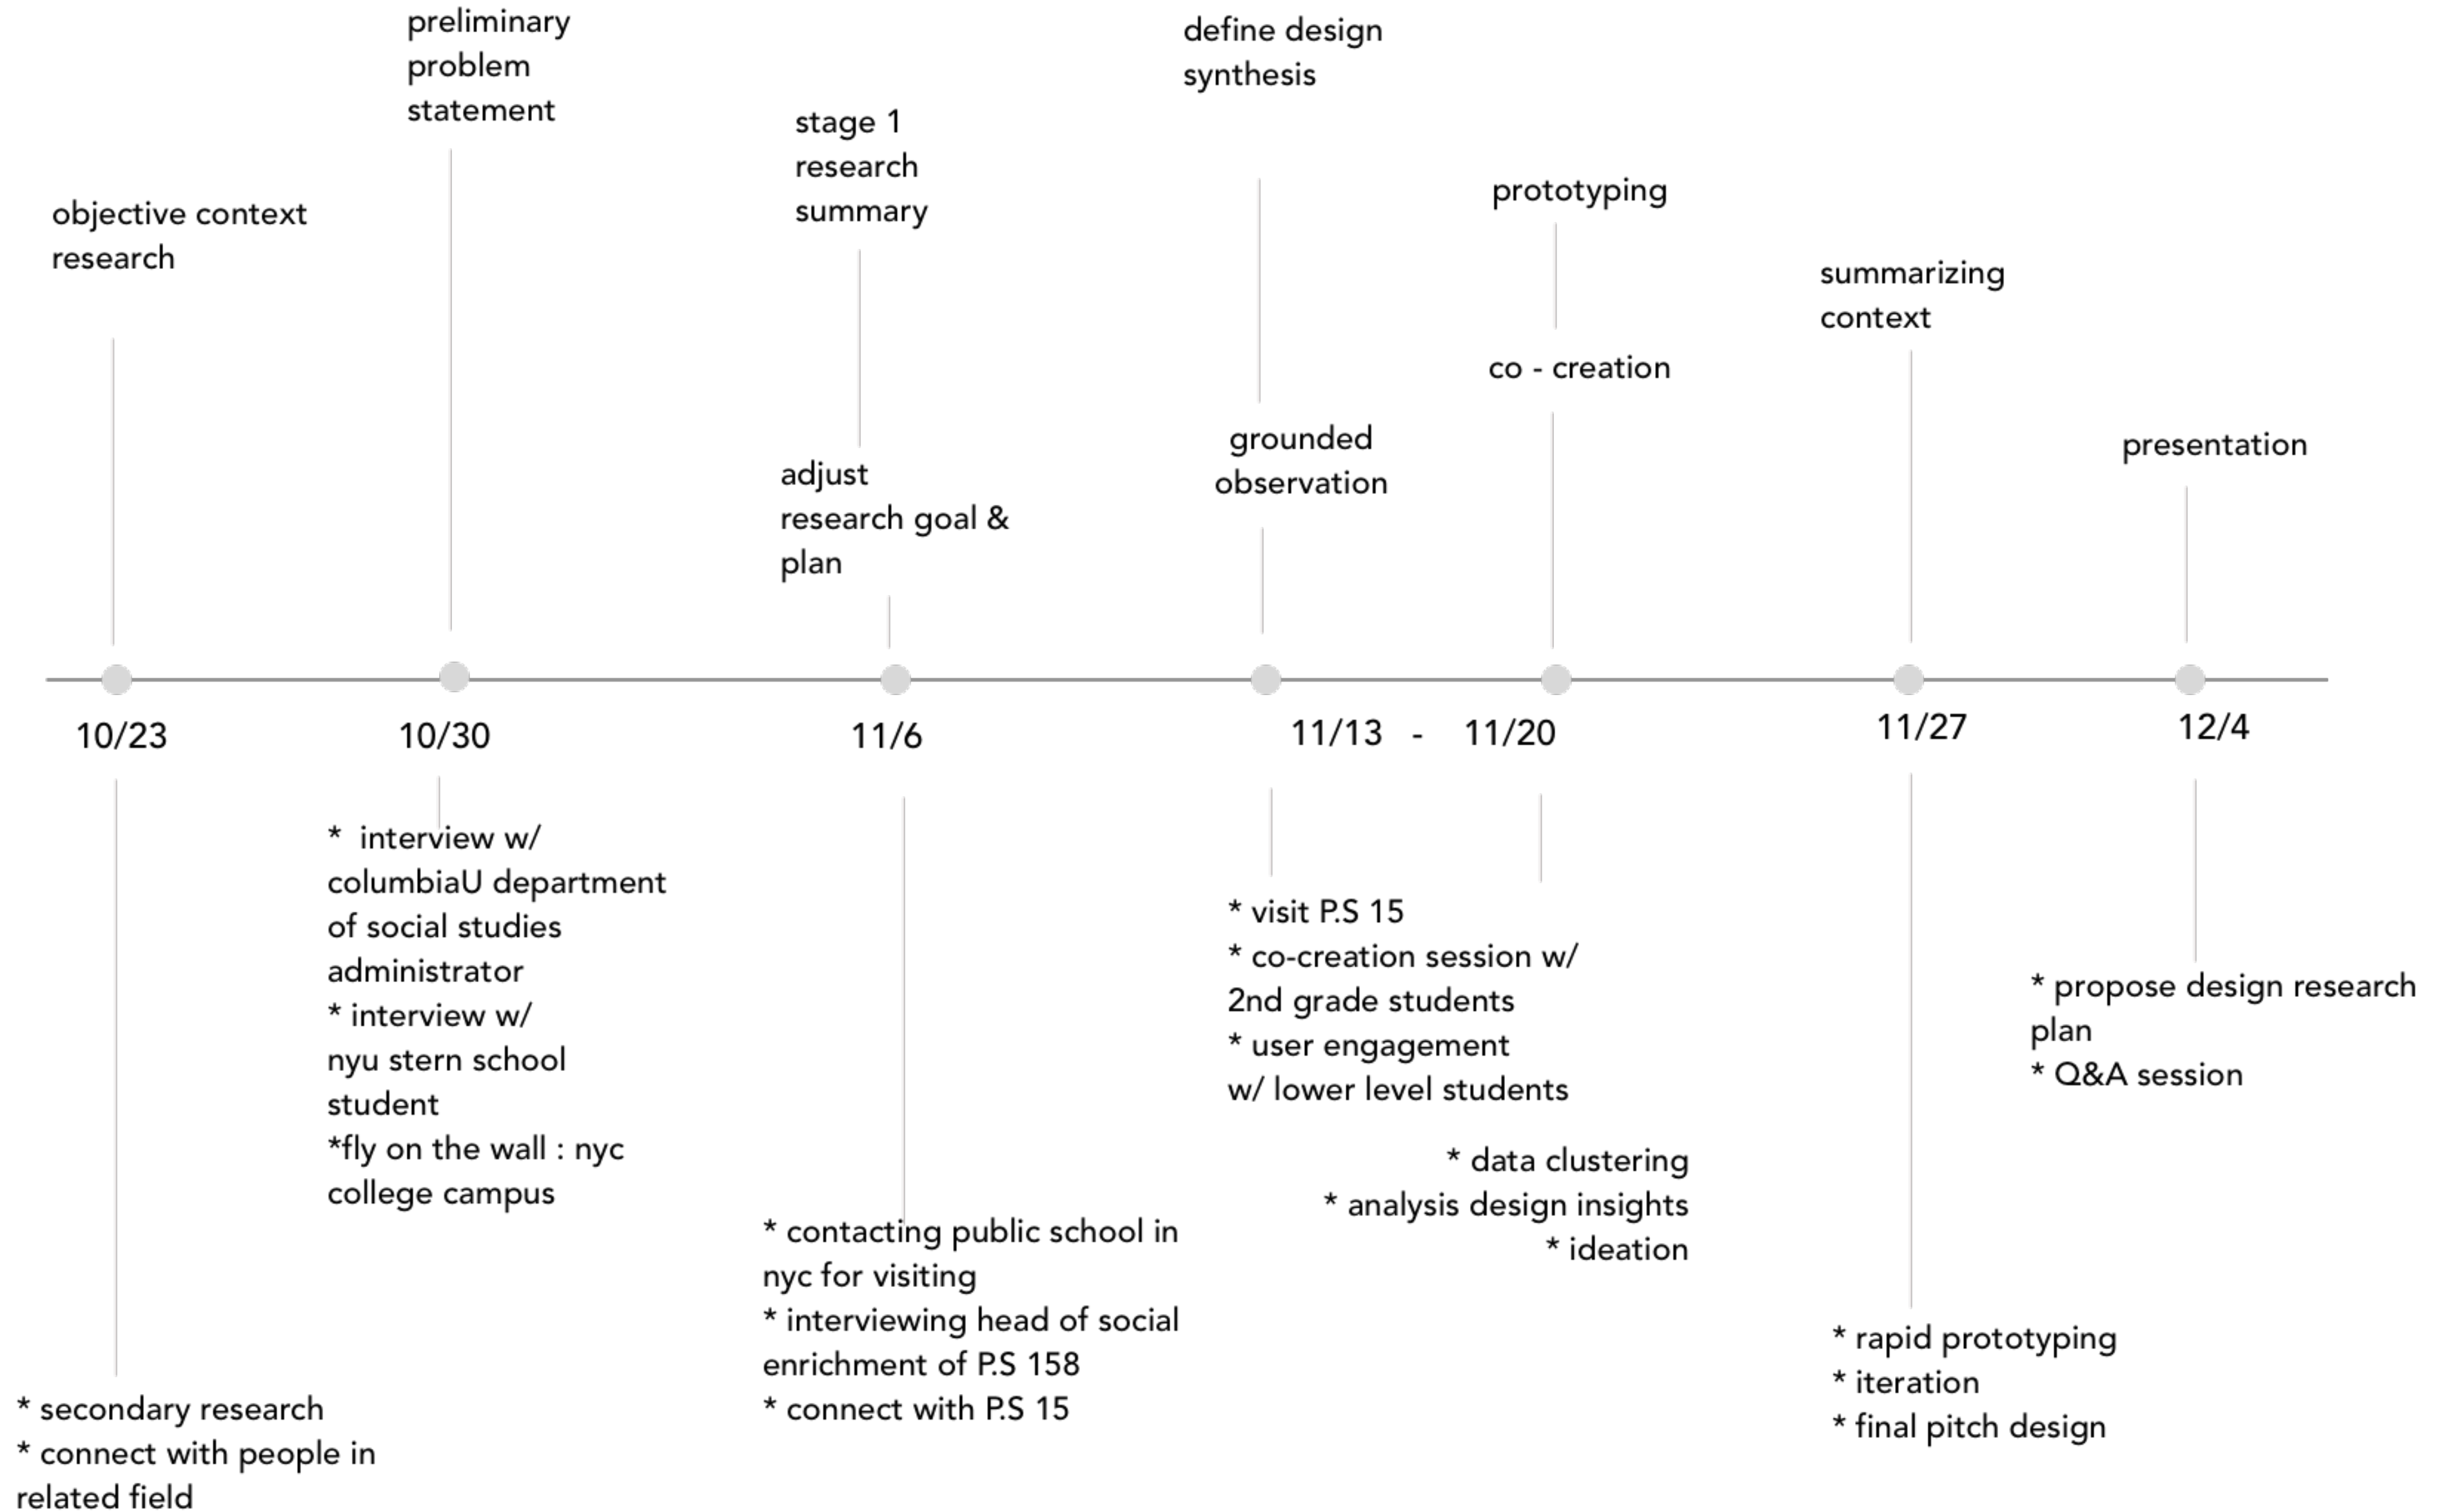 preliminary
problem
statement
define design
synthesis
stage 1
research
summary
prototyping
objective context
research
summarizing
context
co - creation
grounded
observation
presentation
adjust
research goal &
plan
10/23
10/30
11/6
11/13 - 11/20
11/27
12/4
* interview w/
columbiaU department
of social studies
administrator
* interview w/
nyu stern school
student
*fly on the wall : nyc
college campus
* visit P.S 15
* co-creation session w/
2nd grade students
* user engagement
w/ lower level students
* data clustering
* analysis design insights
* ideation
* propose design research
plan
* Q&A session
* contacting public school in
nyc for visiting
* interviewing head of social
enrichment of P.S 158
* connect with P.S 15
* rapid prototyping
* iteration
* final pitch design
* secondary research
* connect with people in
related field